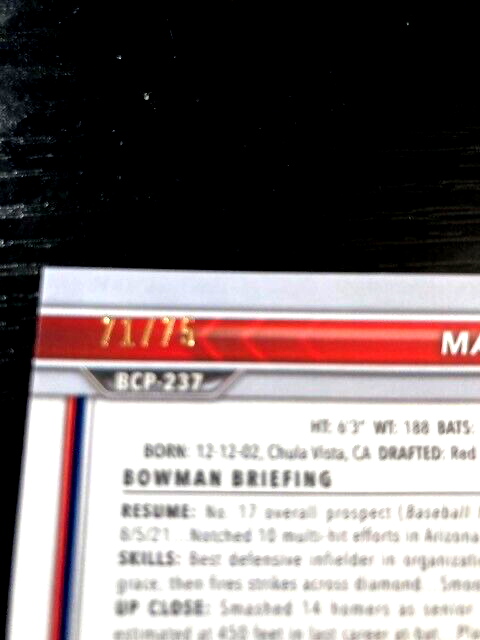 71/75
MA
BCP-237
HT: 6'3" WT: 188 BATS:
BORN: 12-12-02, Chula Vista, CA DRAFTED: Red
BOWMAN BRIEFING
RESUME: No. 17 overall prospect (Baseball
8/5/21...Notched 10 multi-hit efforts in Arizona
SKILLS: Best defensive infielder in organizati
grace, then fires strikes across diamond. Smoo
UP CLOSE: Smashed 14 homers as senior
estimated at 450 feet in last career at-bat. Pla